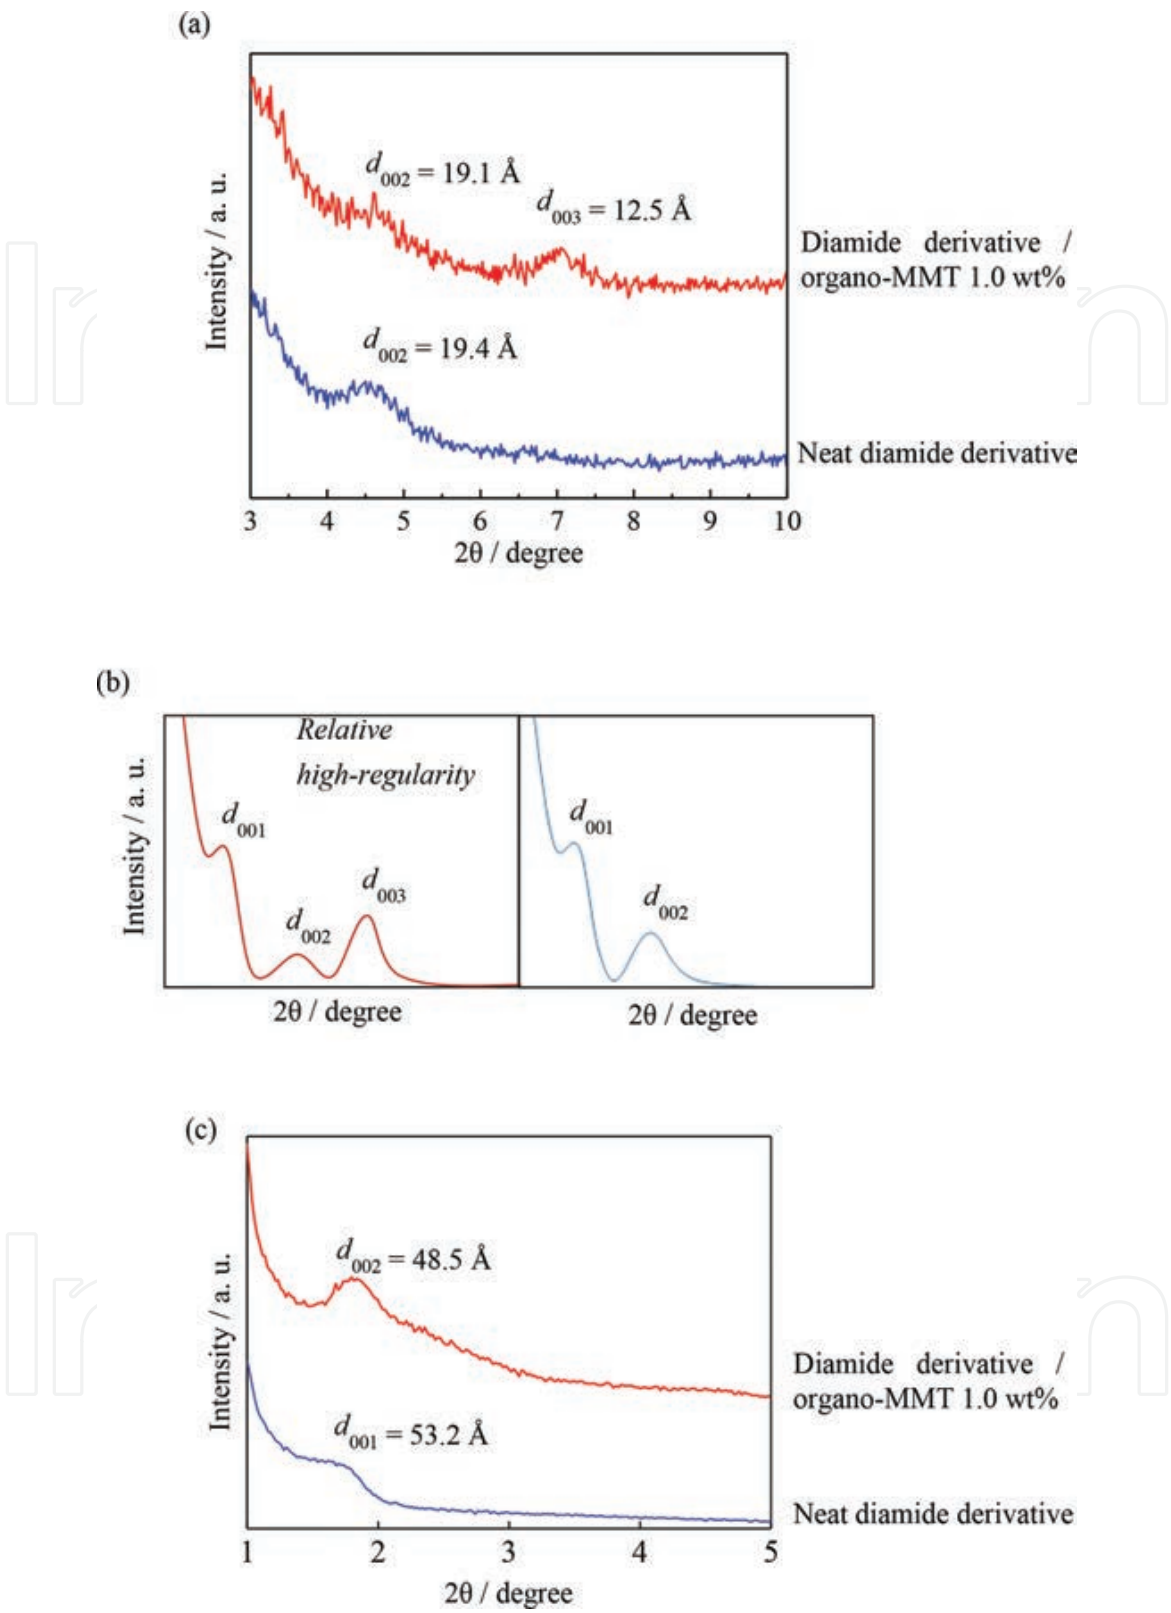 (a)
Intensity / a. u.
d002 = 19.1 Å
d003 = 12.5 Å
d002 = 19.4 Å
Diamide derivative /
organo-MMT 1.0 wt%
Neat diamide derivative
3 4 5 6 7 8 9 10
2θ / degree
(b)
Intensity / a. u.
Relative
high-regularity
d001
d002
d003
2θ / degree
d001
d002
2θ / degree
(c)
Intensity / a. u.
d002 = 48.5 Å
d001 = 53.2 Å
Diamide derivative /
organo-MMT 1.0 wt%
Neat diamide derivative
1 2 3 4 5
2θ / degree